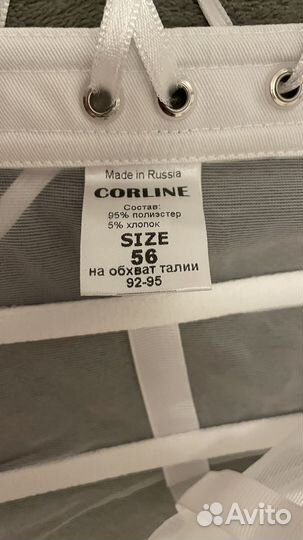 Made in Russia
CORLINE
Состав:
95% полиэстер
5% хлопок
SIZE
56
на обхват талии
92-95
Avito